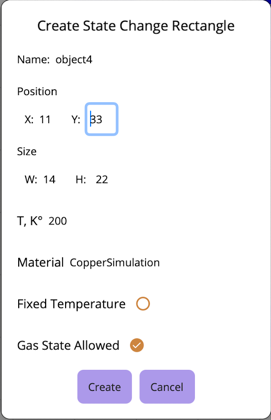 Create State Change Rectangle
Name: object4
Position
X: 11 Y: 33
Size
W: 14 H: 22
T, K° 200
Material CopperSimulation
Fixed Temperature
Gas State Allowed
Create Cancel